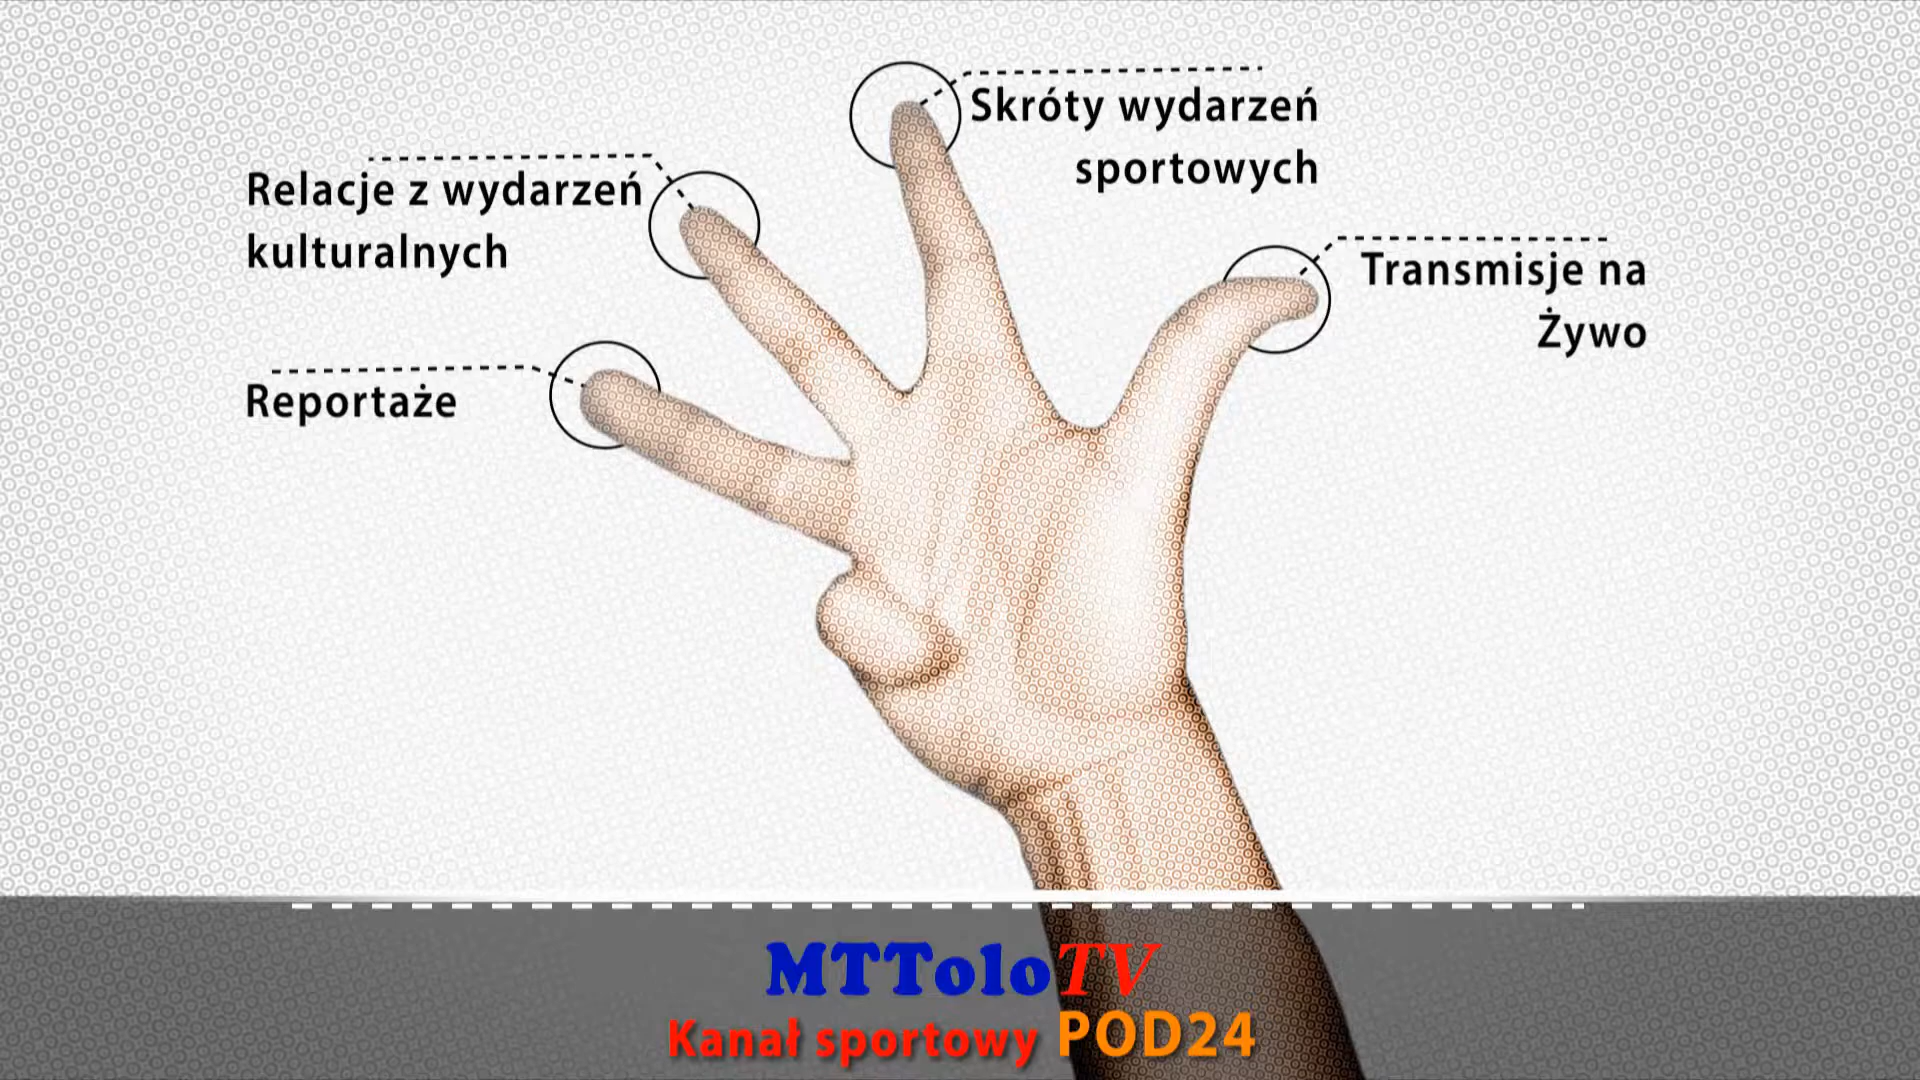 Skróty wydarzeń
sportowych
Relacje z wydarzeń
kulturalnych
Transmisje na
Żywo
Reportaże
MTToloTV
Kanał sportowy POD24